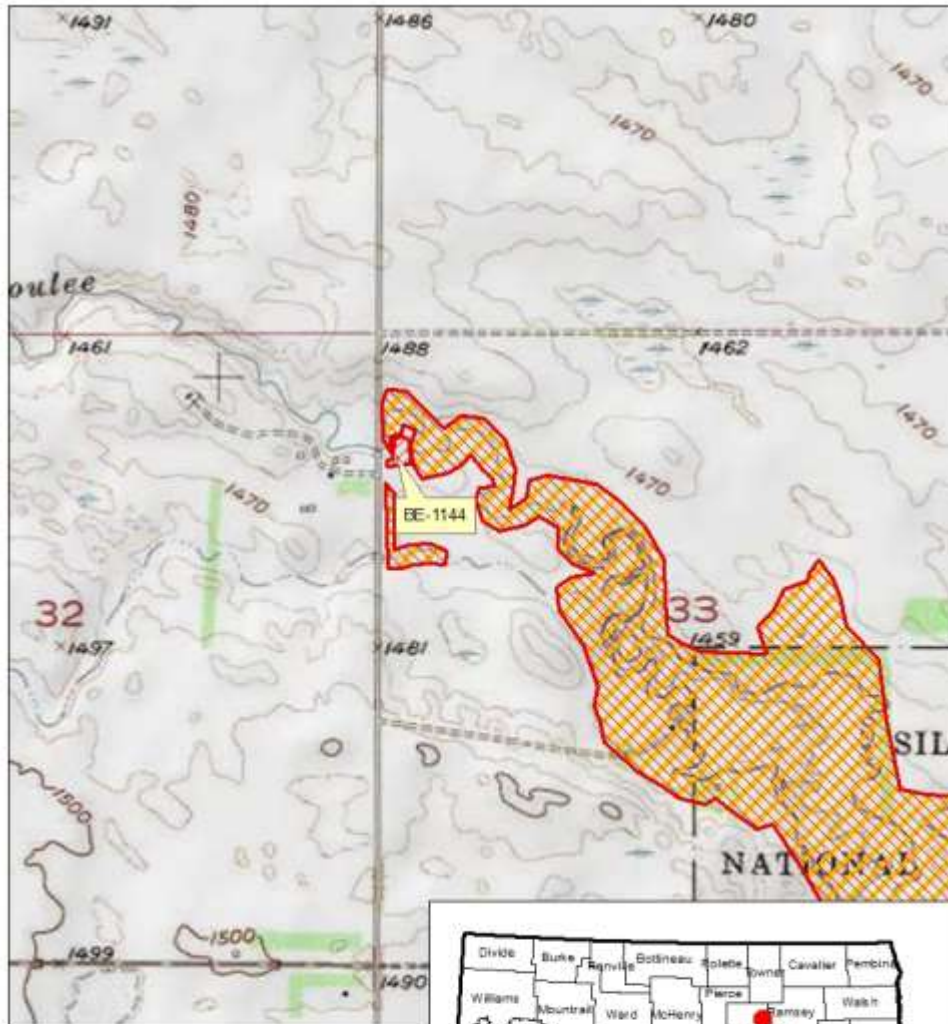 1491
1486
1480
1470
1470
1480
oulee
1461
1488
1462
1470
1470
1470
BE-1144
32
33
1459
1497
1481
SIL
1500
NATIONAL
1500
1499
1490
Divide
Burke
Renville
Bottineau
Rolette
Towner
Cavalier
Pembina
Williams
Mountrail
Ward
McHenry
Pierce
Ramsey
Walsh